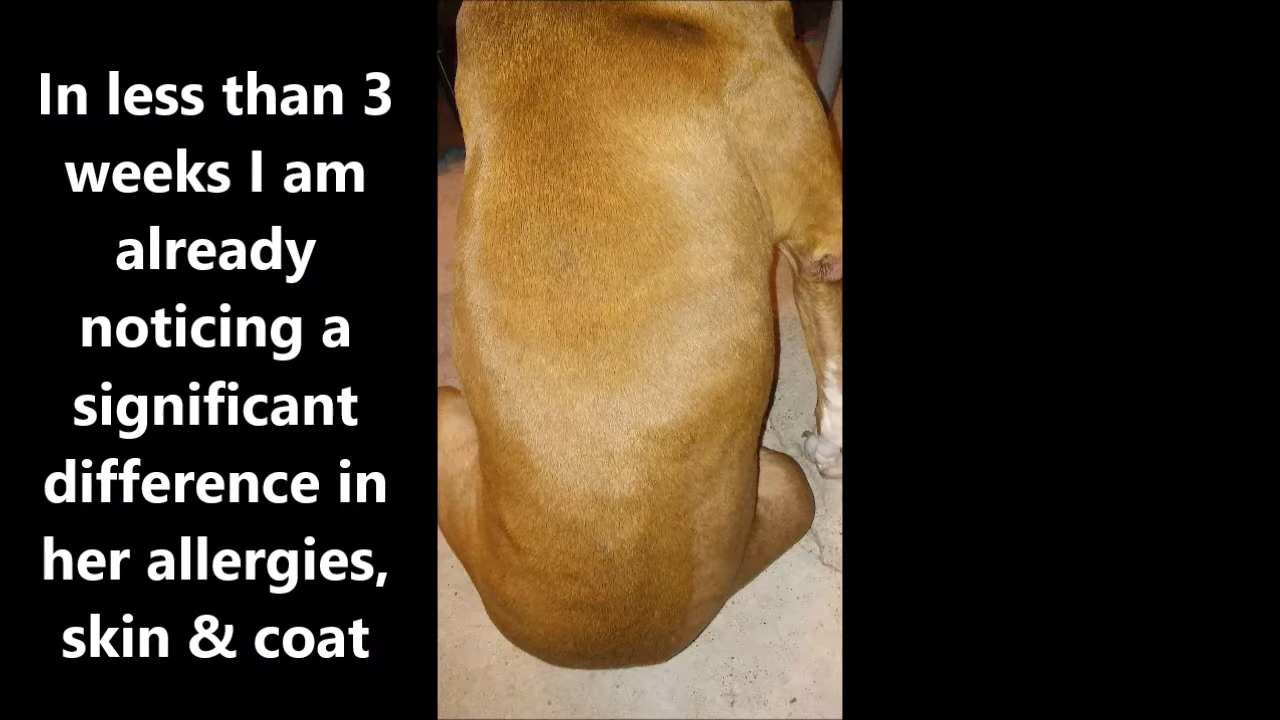 In less than 3
weeks I am
already
noticing a
significant
difference in
her allergies,
skin & coat